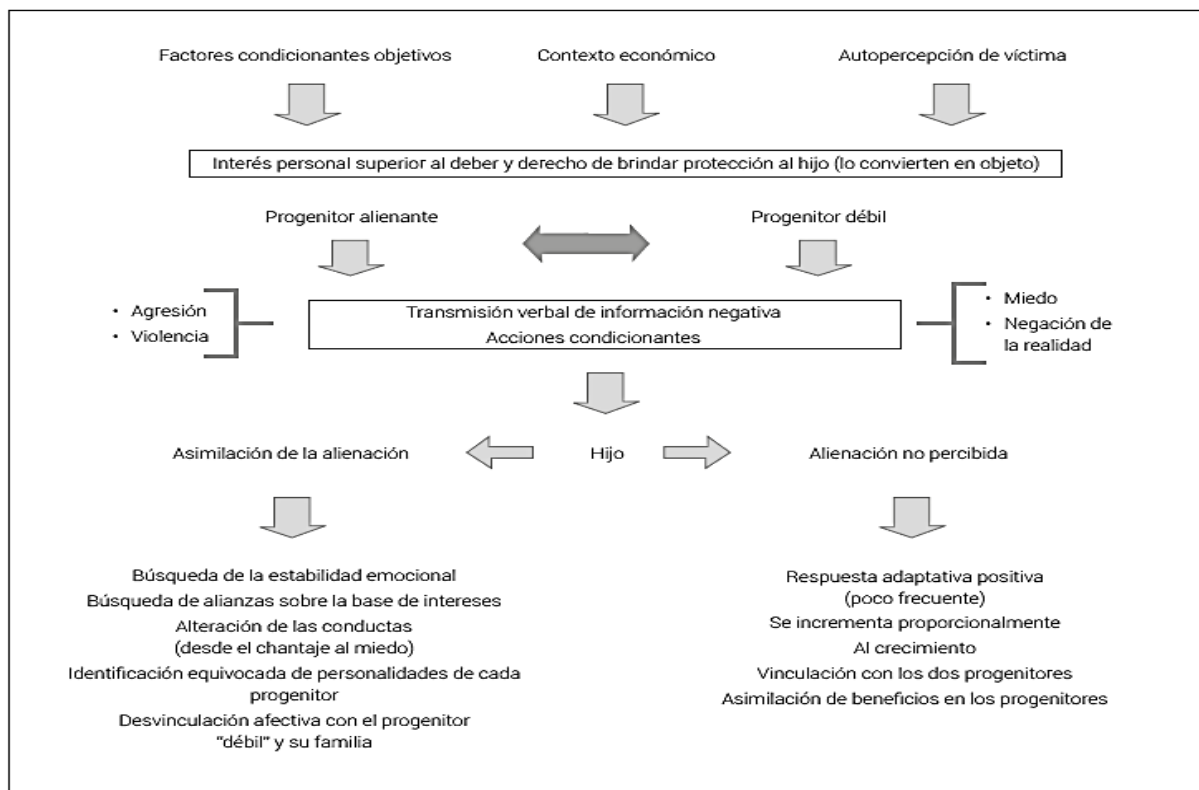 Factores condicionantes objetivos
Contexto económico
Autopercepción de víctima
Interés personal superior al deber y derecho de brindar protección al hijo (lo convierten en objeto)
Progenitor alienante
Progenitor débil
• Agresión
• Violencia
Transmisión verbal de información negativa
Acciones condicionantes
• Miedo
• Negación de
la realidad
Asimilación de la alienación
Hijo
Alienación no percibida
Búsqueda de la estabilidad emocional
Búsqueda de alianzas sobre la base de intereses
Alteración de las conductas
(desde el chantaje al miedo)
Identificación equivocada de personalidades de cada
progenitor
Desvinculación afectiva con el progenitor
"débil" y su familia
Respuesta adaptativa positiva
(poco frecuente)
Se incrementa proporcionalmente
Al crecimiento
Vinculación con los dos progenitores
Asimilación de beneficios en los progenitores